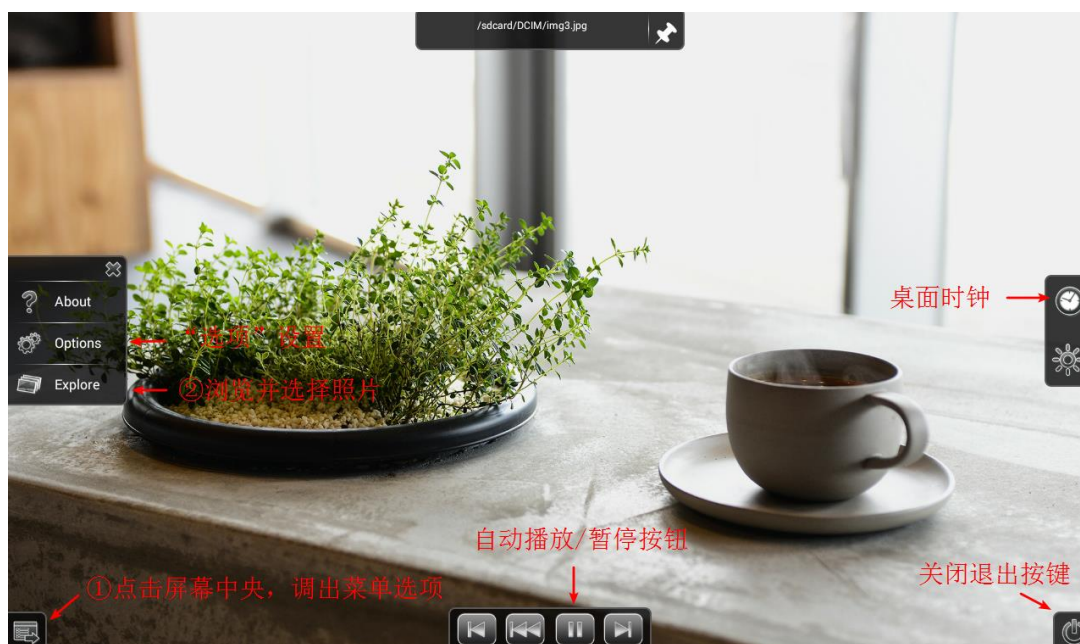 /sdcard/DCIM/img3.jpg
About
Options
“选项”设置
Explore
②浏览并选择照片
桌面时钟
自动播放/暂停按钮
①点击屏幕中央，调出菜单选项
关闭退出按键